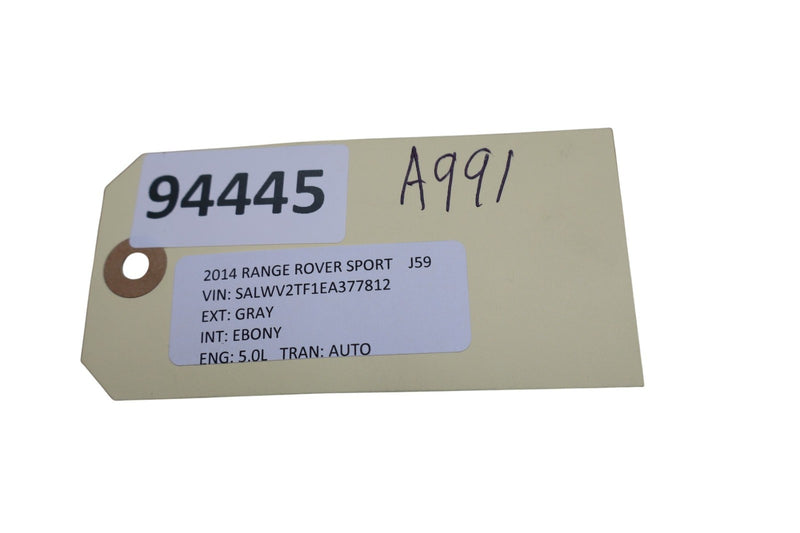 94445
A991
2014 RANGE ROVER SPORT J59
VIN: SALWV2TF1EA377812
EXT: GRAY
INT: EBONY
ENG: 5.0L TRAN: AUTO